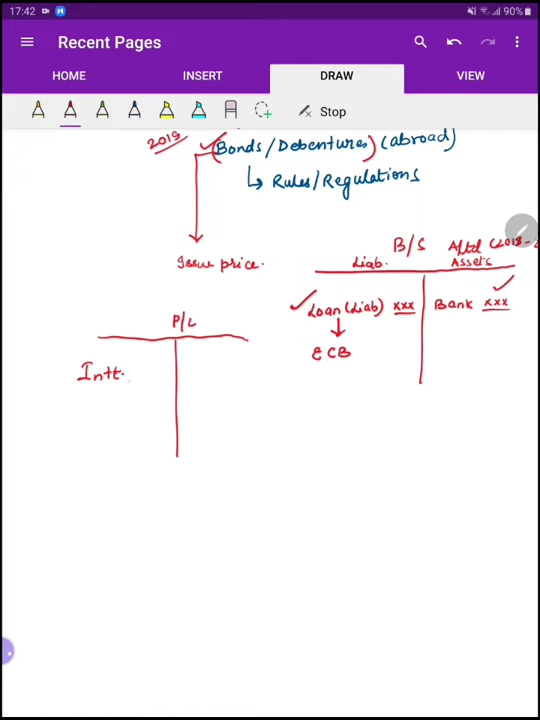 17:42
90%
Recent Pages
HOME INSERT DRAW VIEW
Stop
2019 (Bonds/Debentures) (abroad)
↳ Rules/Regulations
Issue price.
B/S
Liab. Assets
Loan (Liab) xxx Bank xxx
ECB
P/L
Intt.